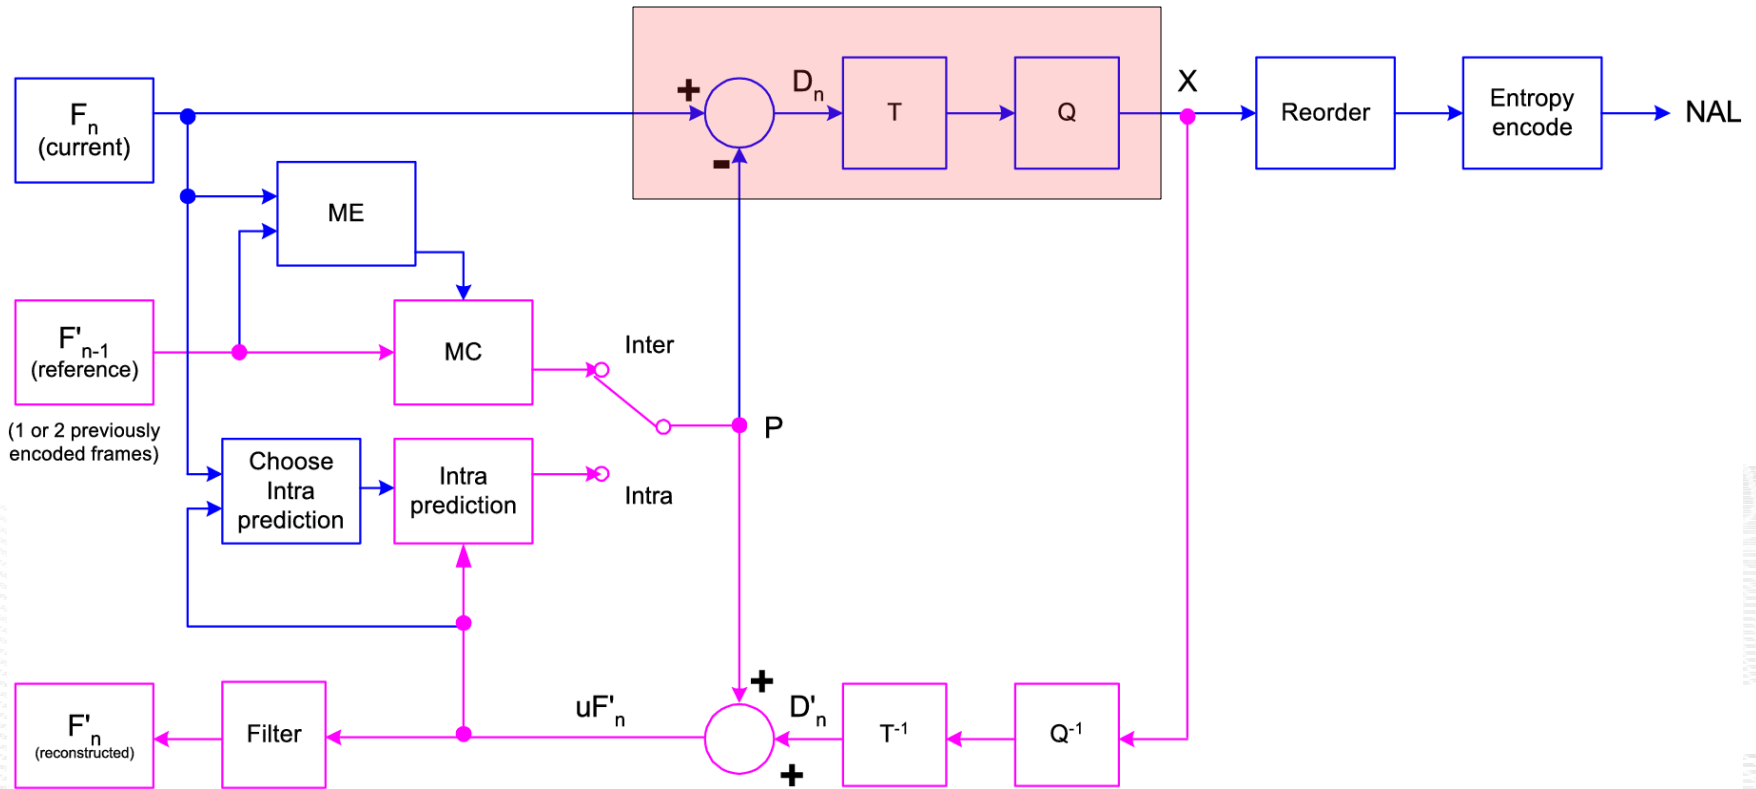 +
Dn
T
Q
X
Reorder
Entropy
encode
NAL
Fn
(current)
-
ME
F'n-1
(reference)
MC
Inter
(1 or 2 previously
encoded frames)
P
Choose
Intra
prediction
Intra
prediction
Intra
+
uF'n
D'n
F'n
(reconstructed)
Filter
T-1
Q-1
+